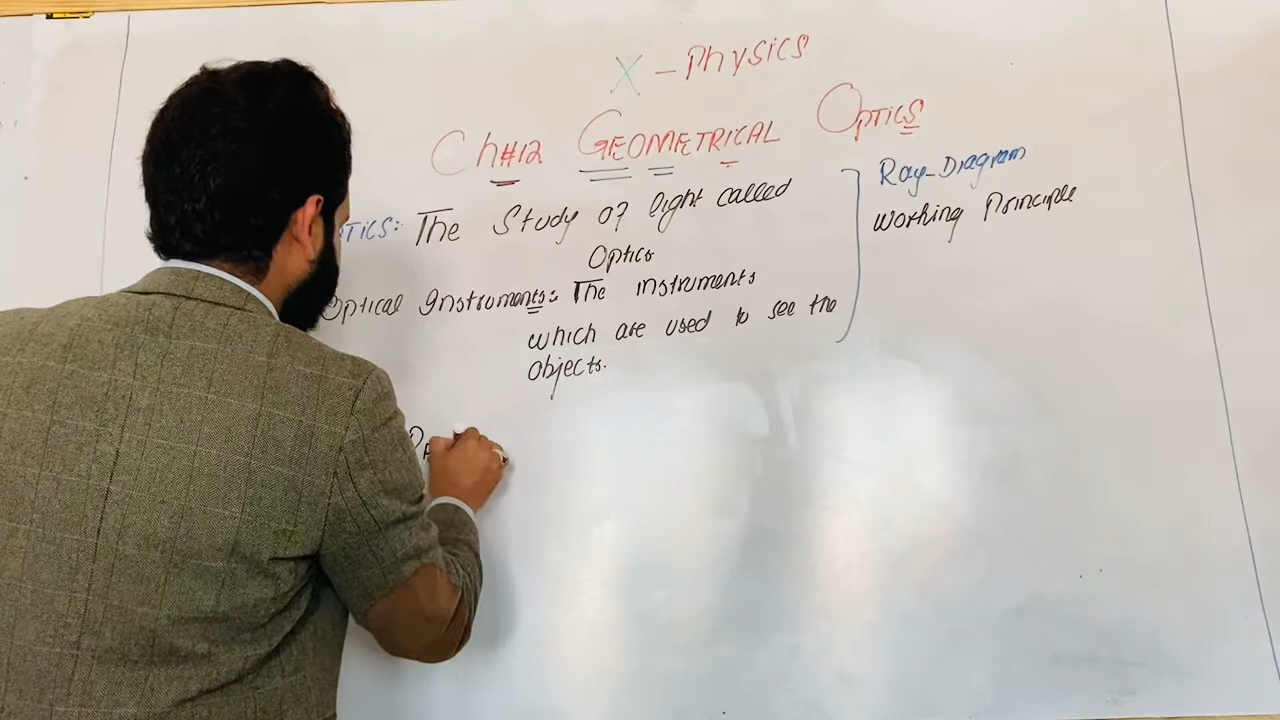 X - Physics
Ch#12 GEOMETRICAL OPTICS
TICS: The Study of light called
Optics
Optical Instruments: The instruments
which are used to see the
objects.
Ray-Diagram
Working Principle